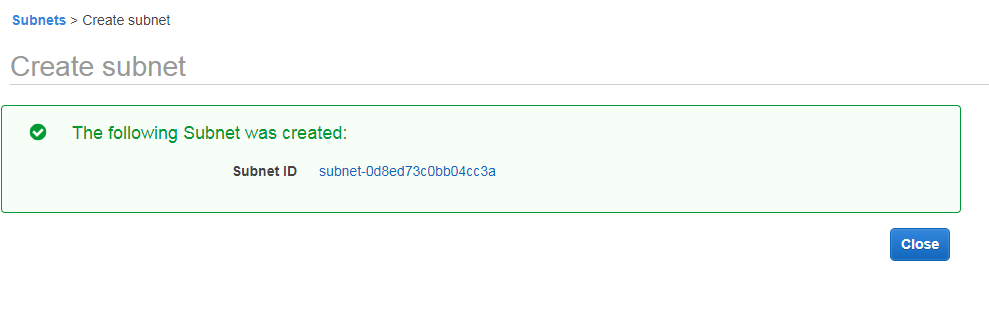 Subnets > Create subnet
Create subnet
The following Subnet was created:
Subnet ID subnet-0d8ed73c0bb04cc3a
Close